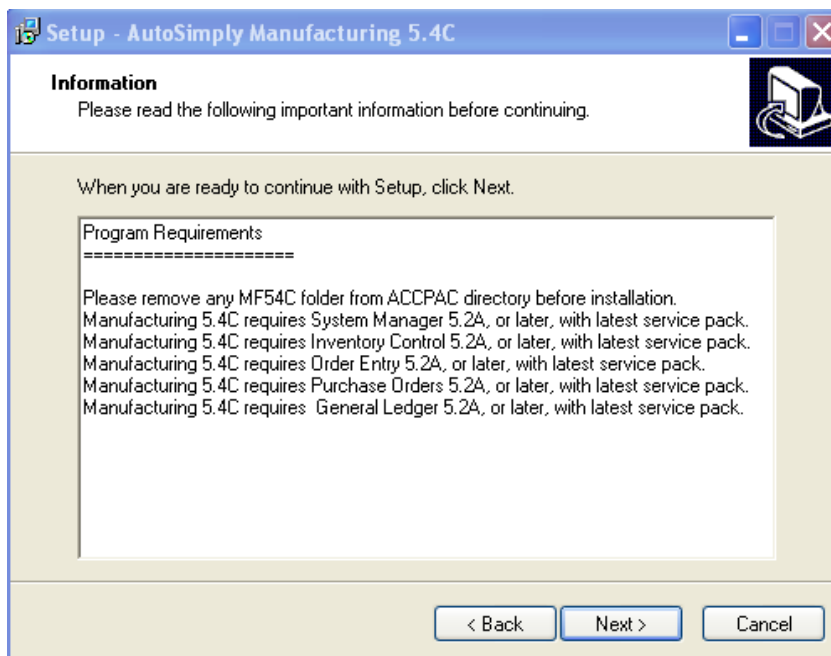 Setup - AutoSimply Manufacturing 5.4C
Information
Please read the following important information before continuing.
When you are ready to continue with Setup, click Next.
Program Requirements
=====================
Please remove any MF54C folder from ACCPAC directory before installation.
Manufacturing 5.4C requires System Manager 5.2A, or later, with latest service pack.
Manufacturing 5.4C requires Inventory Control 5.2A, or later, with latest service pack.
Manufacturing 5.4C requires Order Entry 5.2A, or later, with latest service pack.
Manufacturing 5.4C requires Purchase Orders 5.2A, or later, with latest service pack.
Manufacturing 5.4C requires  General Ledger 5.2A, or later, with latest service pack.
< Back
Next >
Cancel